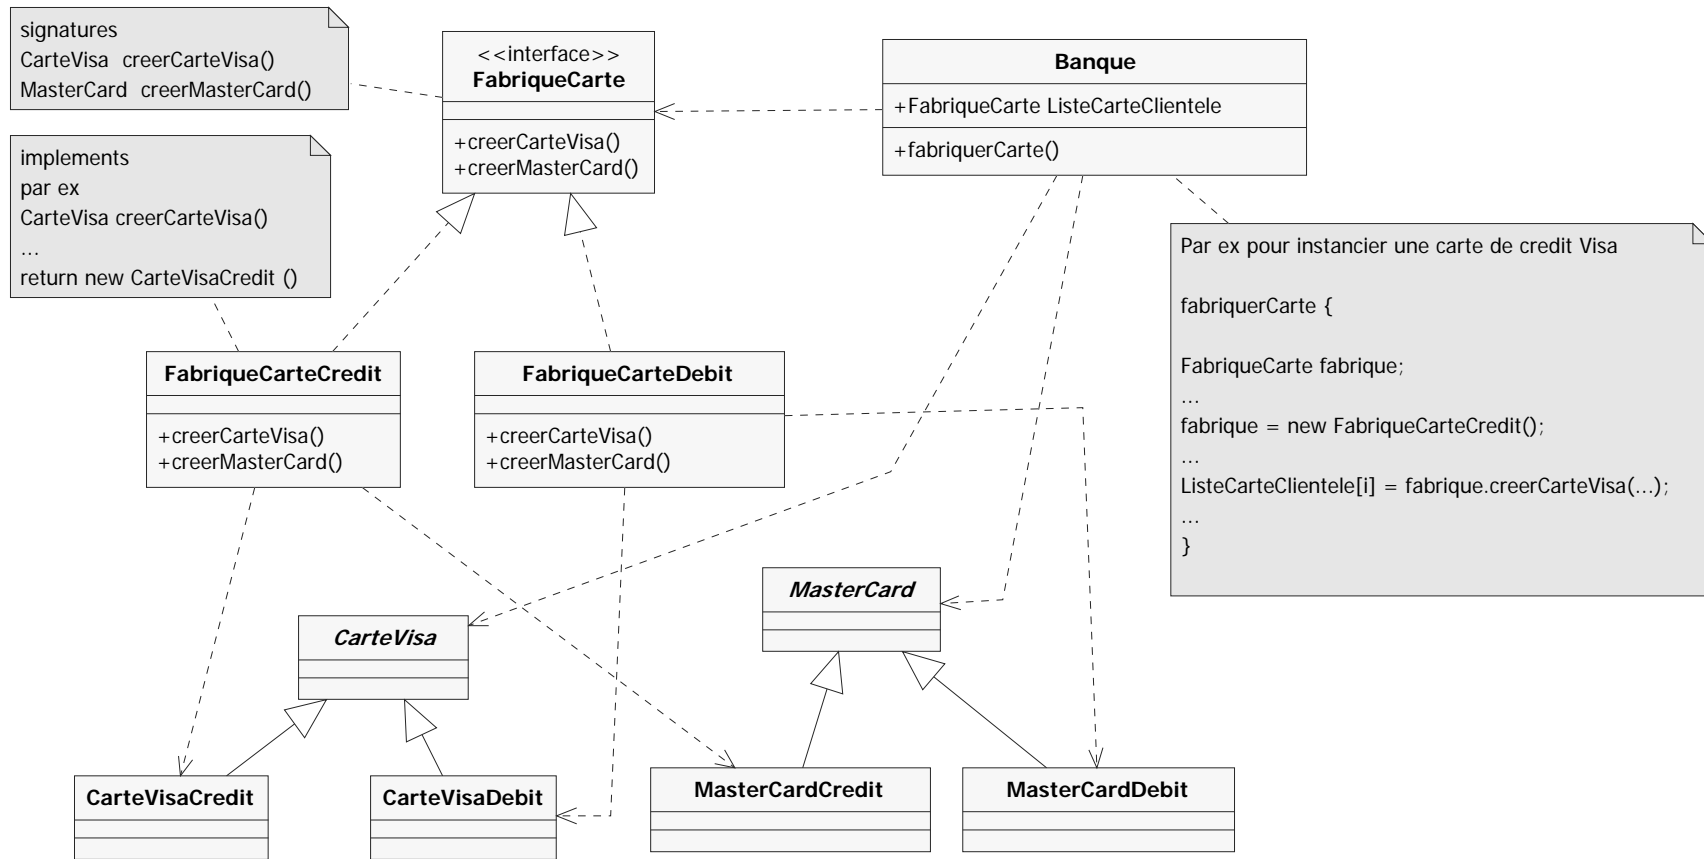 signatures
CarteVisa  creerCarteVisa()
MasterCard  creerMasterCard()
implements
par ex
CarteVisa creerCarteVisa()
...
return new CarteVisaCredit ()
<<interface>>
FabriqueCarte
+creerCarteVisa()
+creerMasterCard()
Banque
+FabriqueCarte ListeCarteClientele
+fabriquerCarte()
Par ex pour instancier une carte de credit Visa
fabriquerCarte {
FabriqueCarte fabrique;
...
fabrique = new FabriqueCarteCredit();
...
ListeCarteClientele[i] = fabrique.creerCarteVisa(...);
...
}
FabriqueCarteCredit
+creerCarteVisa()
+creerMasterCard()
FabriqueCarteDebit
+creerCarteVisa()
+creerMasterCard()
MasterCard
CarteVisa
CarteVisaCredit
CarteVisaDebit
MasterCardCredit
MasterCardDebit